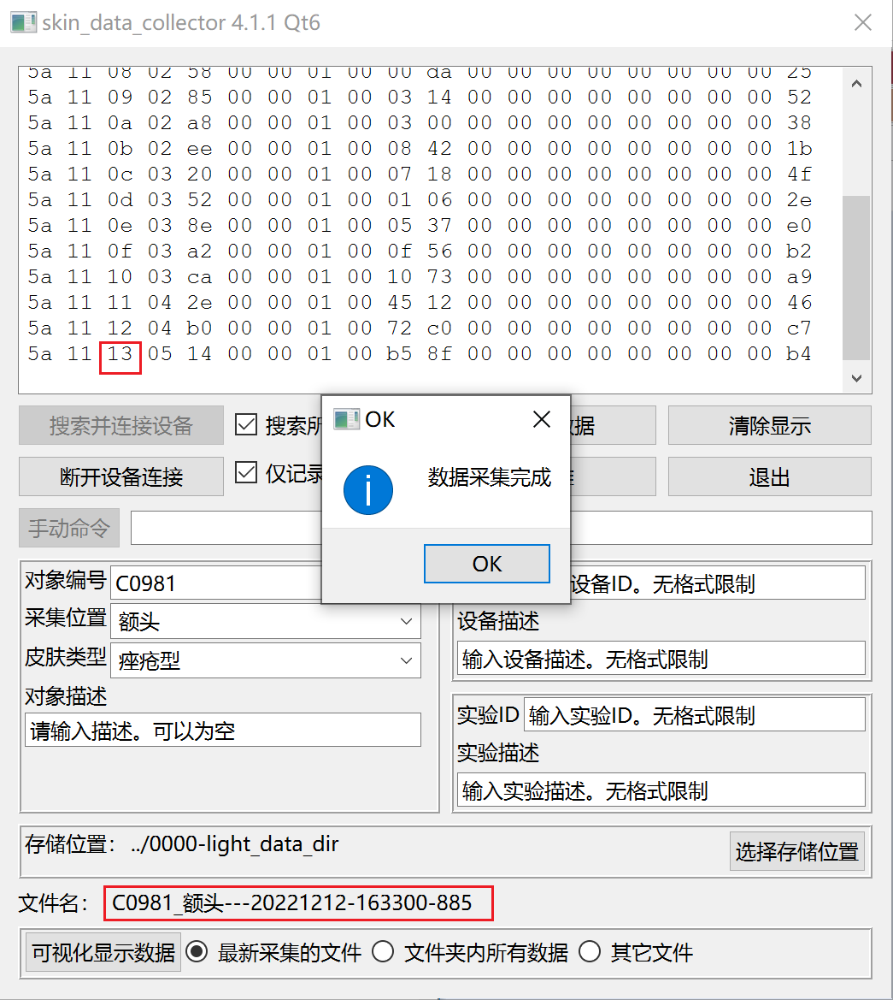 skin_data_collector 4.1.1 Qt6
5a 11 08 02 58 00 00 01 00 00 da 00 00 00 00 00 00 00 00 25
5a 11 09 02 85 00 00 01 00 03 14 00 00 00 00 00 00 00 00 52
5a 11 0a 02 a8 00 00 01 00 03 00 00 00 00 00 00 00 00 00 38
5a 11 0b 02 ee 00 00 01 00 08 42 00 00 00 00 00 00 00 00 1b
5a 11 0c 03 20 00 00 01 00 07 18 00 00 00 00 00 00 00 00 4f
5a 11 0d 03 52 00 00 01 00 01 06 00 00 00 00 00 00 00 00 2e
5a 11 0e 03 8e 00 00 01 00 05 37 00 00 00 00 00 00 00 00 e0
5a 11 0f 03 a2 00 00 01 00 0f 56 00 00 00 00 00 00 00 00 b2
5a 11 10 03 ca 00 00 01 00 10 73 00 00 00 00 00 00 00 00 a9
5a 11 11 04 2e 00 00 01 00 45 12 00 00 00 00 00 00 00 00 46
5a 11 12 04 b0 00 00 01 00 72 c0 00 00 00 00 00 00 00 00 c7
5a 11 13 05 14 00 00 01 00 b5 8f 00 00 00 00 00 00 00 00 b4
搜索并连接设备 搜索所 据 清除显示
断开设备连接 仅记录 退出
OK
数据采集完成
OK
手动命令
对象编号 C0981
采集位置 额头
皮肤类型 痤疮型
对象描述
请输入描述。可以为空
设备ID。无格式限制
设备描述
输入设备描述。无格式限制
实验ID 输入实验ID。无格式限制
实验描述
输入实验描述。无格式限制
存储位置： ../0000-light_data_dir 选择存储位置
文件名： C0981_额头---20221212-163300-885
可视化显示数据 最新采集的文件 文件夹内所有数据 其它文件